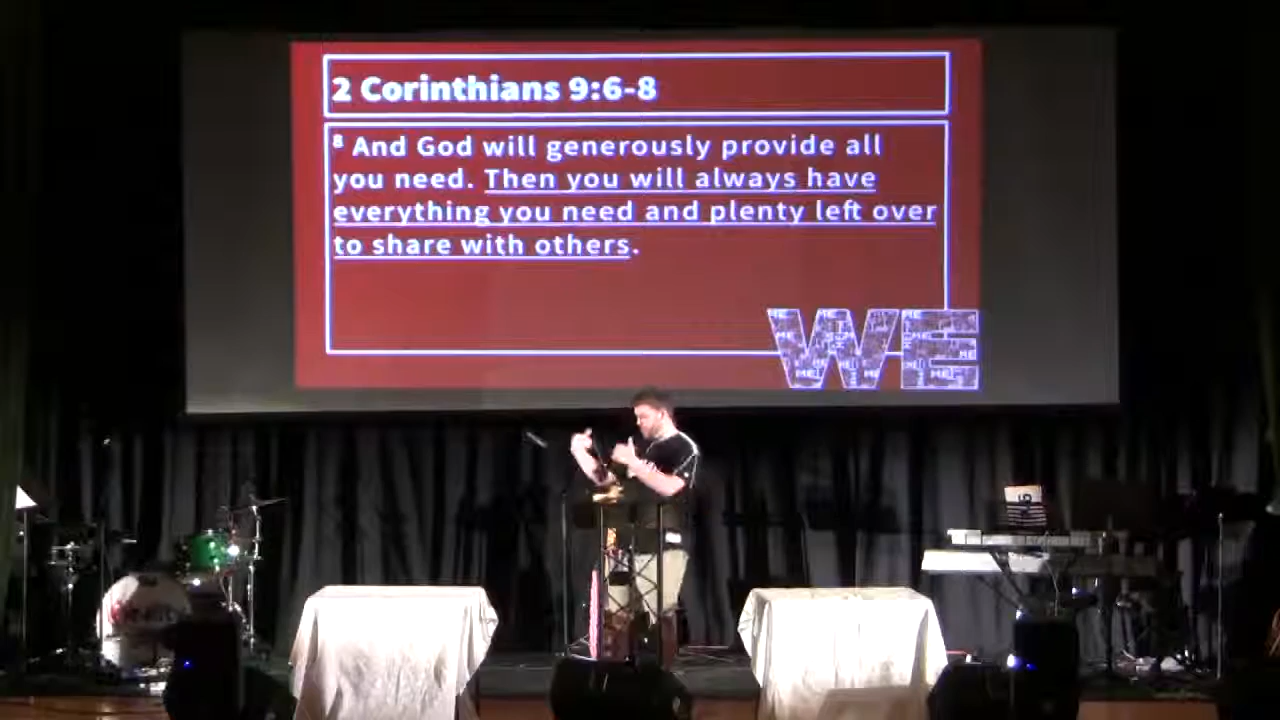 2 Corinthians 9:6-8
8 And God will generously provide all
you need. Then you will always have
everything you need and plenty left over
to share with others.
WE